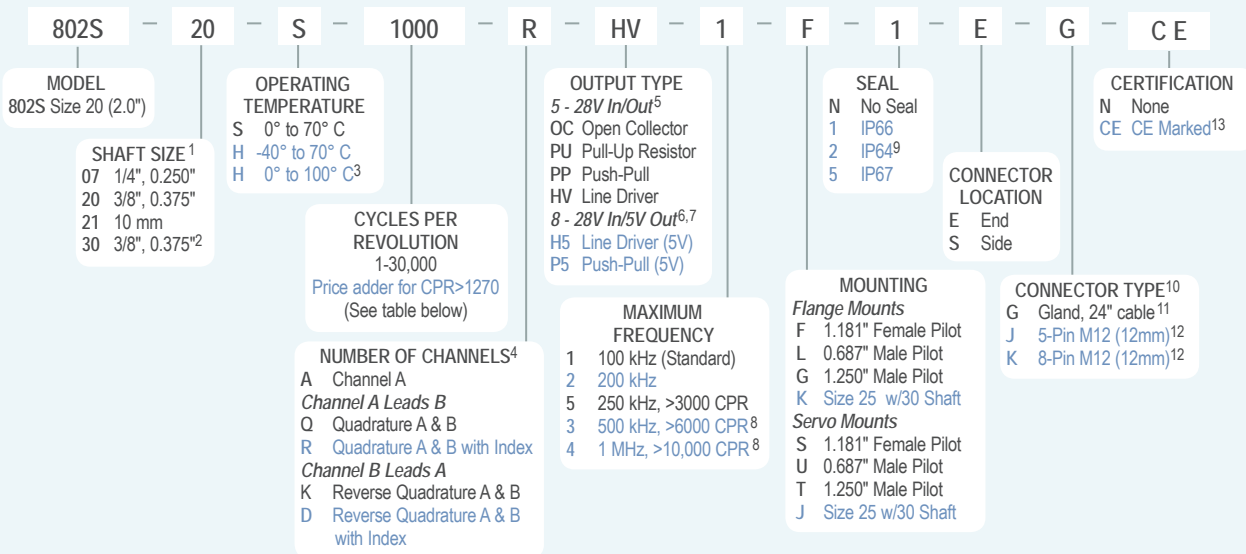 802S – 20 – S – 1000 – R – HV – 1 – F – 1 – E – G – CE
MODEL
802S Size 20 (2.0")
SHAFT SIZE 1
07 1/4", 0.250"
20 3/8", 0.375"
21 10 mm
30 3/8", 0.375"2
OPERATING
TEMPERATURE
S 0° to 70° C
H -40° to 70° C
H 0° to 100° C3
CYCLES PER
REVOLUTION
1-30,000
Price adder for CPR>1270
(See table below)
NUMBER OF CHANNELS4
A Channel A
Channel A Leads B
Q Quadrature A & B
R Quadrature A & B with Index
Channel B Leads A
K Reverse Quadrature A & B
D Reverse Quadrature A & B
with Index
OUTPUT TYPE
5 - 28V In/Out5
OC Open Collector
PU Pull-Up Resistor
PP Push-Pull
HV Line Driver
8 - 28V In/5V Out6,7
H5 Line Driver (5V)
P5 Push-Pull (5V)
MAXIMUM
FREQUENCY
1 100 kHz (Standard)
2 200 kHz
5 250 kHz, >3000 CPR
3 500 kHz, >6000 CPR8
4 1 MHz, >10,000 CPR8
MOUNTING
Flange Mounts
F 1.181" Female Pilot
L 0.687" Male Pilot
G 1.250" Male Pilot
K Size 25 w/30 Shaft
Servo Mounts
S 1.181" Female Pilot
U 0.687" Male Pilot
T 1.250" Male Pilot
J Size 25 w/30 Shaft
SEAL
N No Seal
1 IP66
2 IP649
5 IP67
CONNECTOR
LOCATION
E End
S Side
CONNECTOR TYPE10
G Gland, 24" cable11
J 5-Pin M12 (12mm)12
K 8-Pin M12 (12mm)12
CERTIFICATION
N None
CE CE Marked13